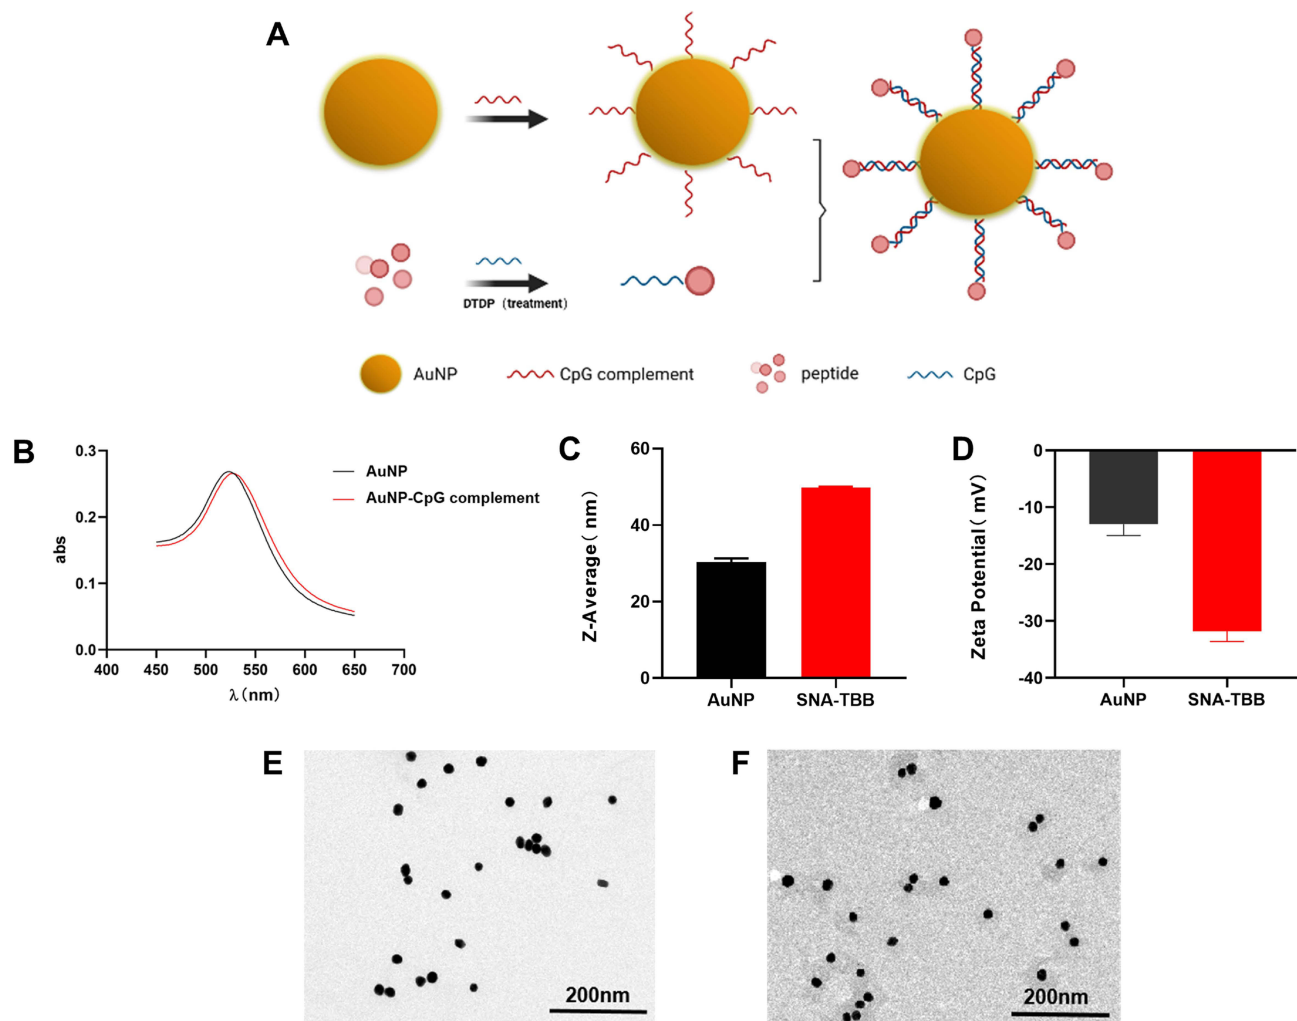 A
DTDP (treatment)
AuNP
CpG complement
peptide
CpG
B
0.3
0.2
0.1
0.0
abs
400
450
500
550
600
650
700
λ(nm)
AuNP
AuNP-CpG complement
C
60
40
20
0
Z-Average( nm)
AuNP
SNA-TBB
D
0
-10
-20
-30
-40
Zeta Potential( mV)
AuNP
SNA-TBB
E
200nm
F
200nm